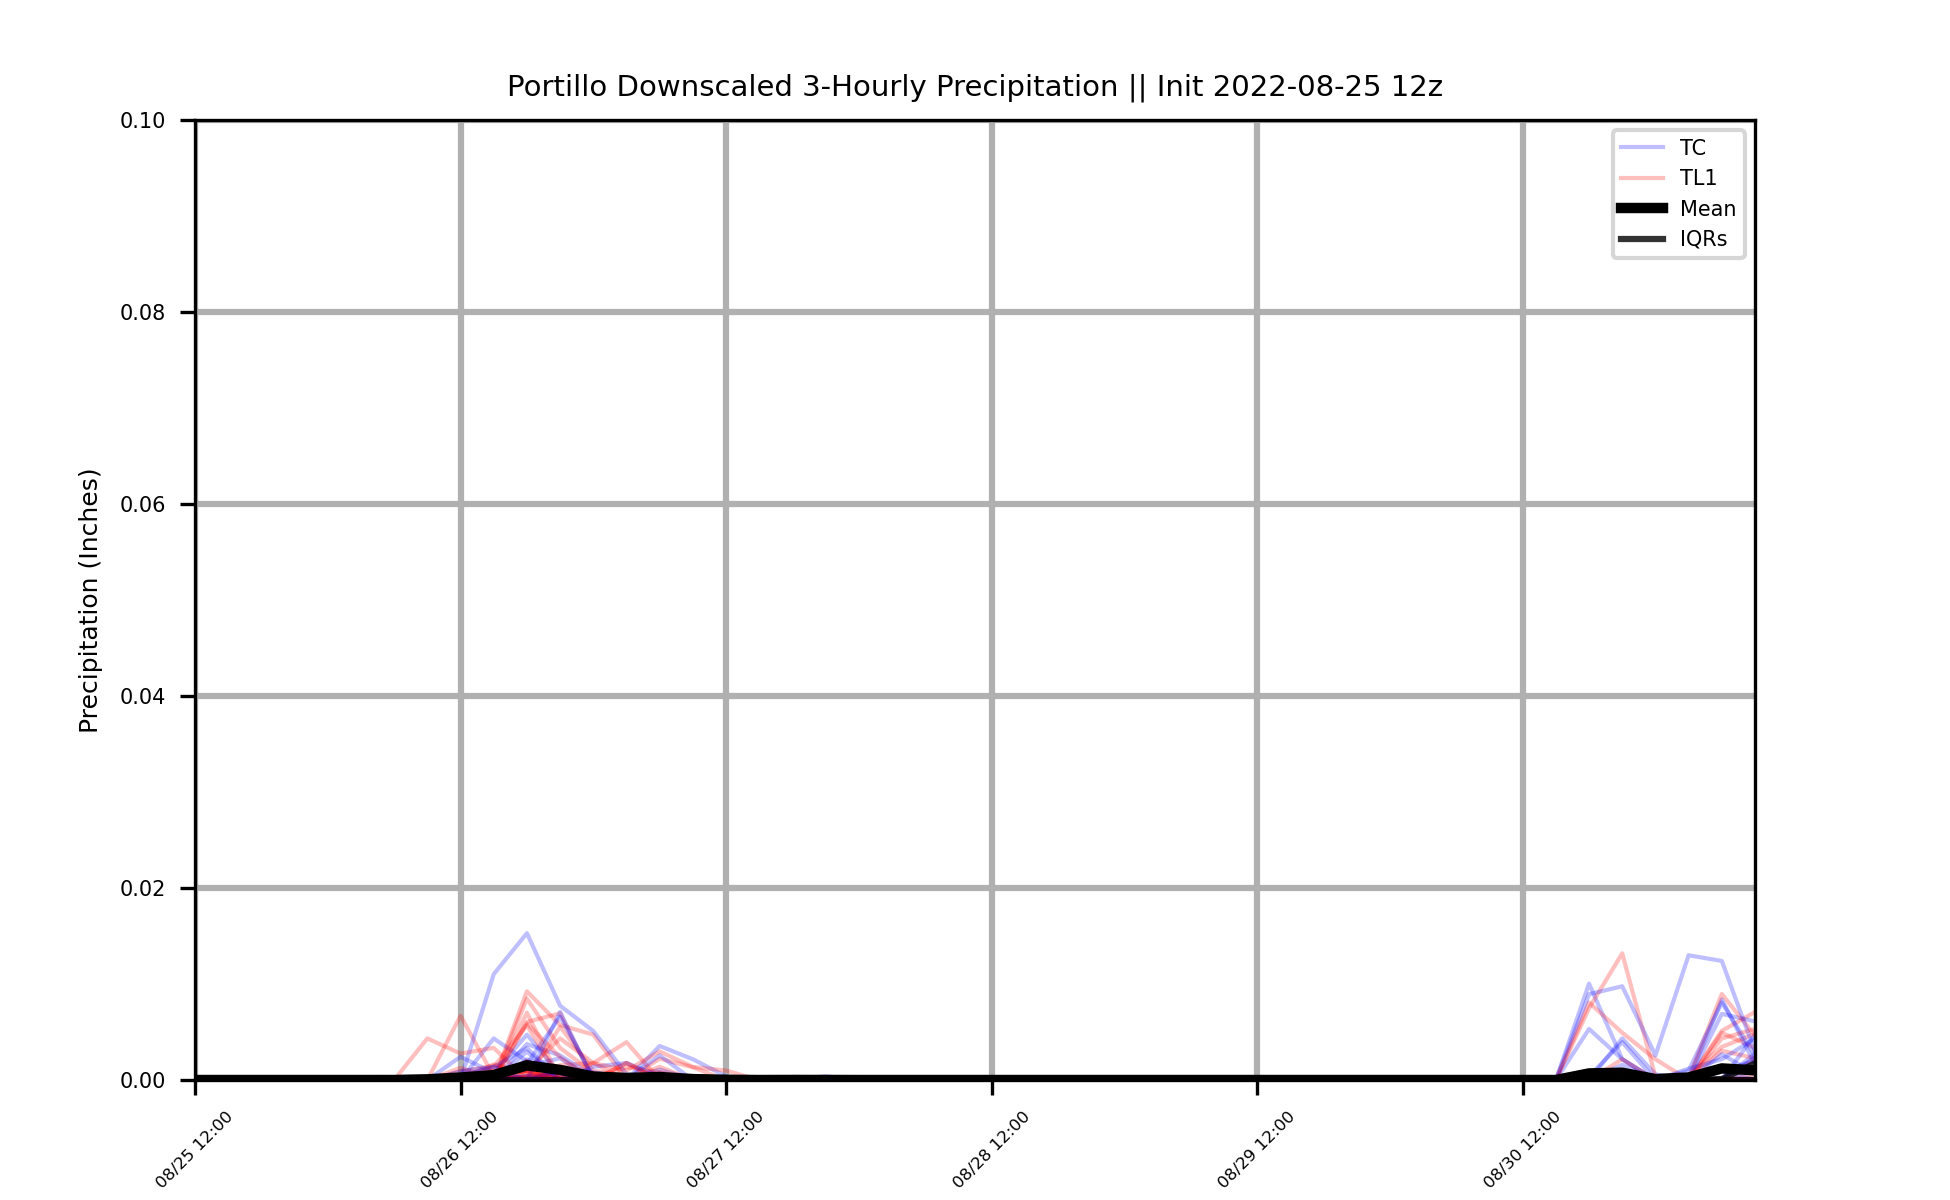 Portillo Downscaled 3-Hourly Precipitation || Init 2022-08-25 12z
0.10
0.08
0.06
0.04
0.02
0.00
Precipitation (Inches)
TC
TL1
Mean
IQRs
08/25 12:00
08/26 12:00
08/27 12:00
08/28 12:00
08/29 12:00
08/30 12:00